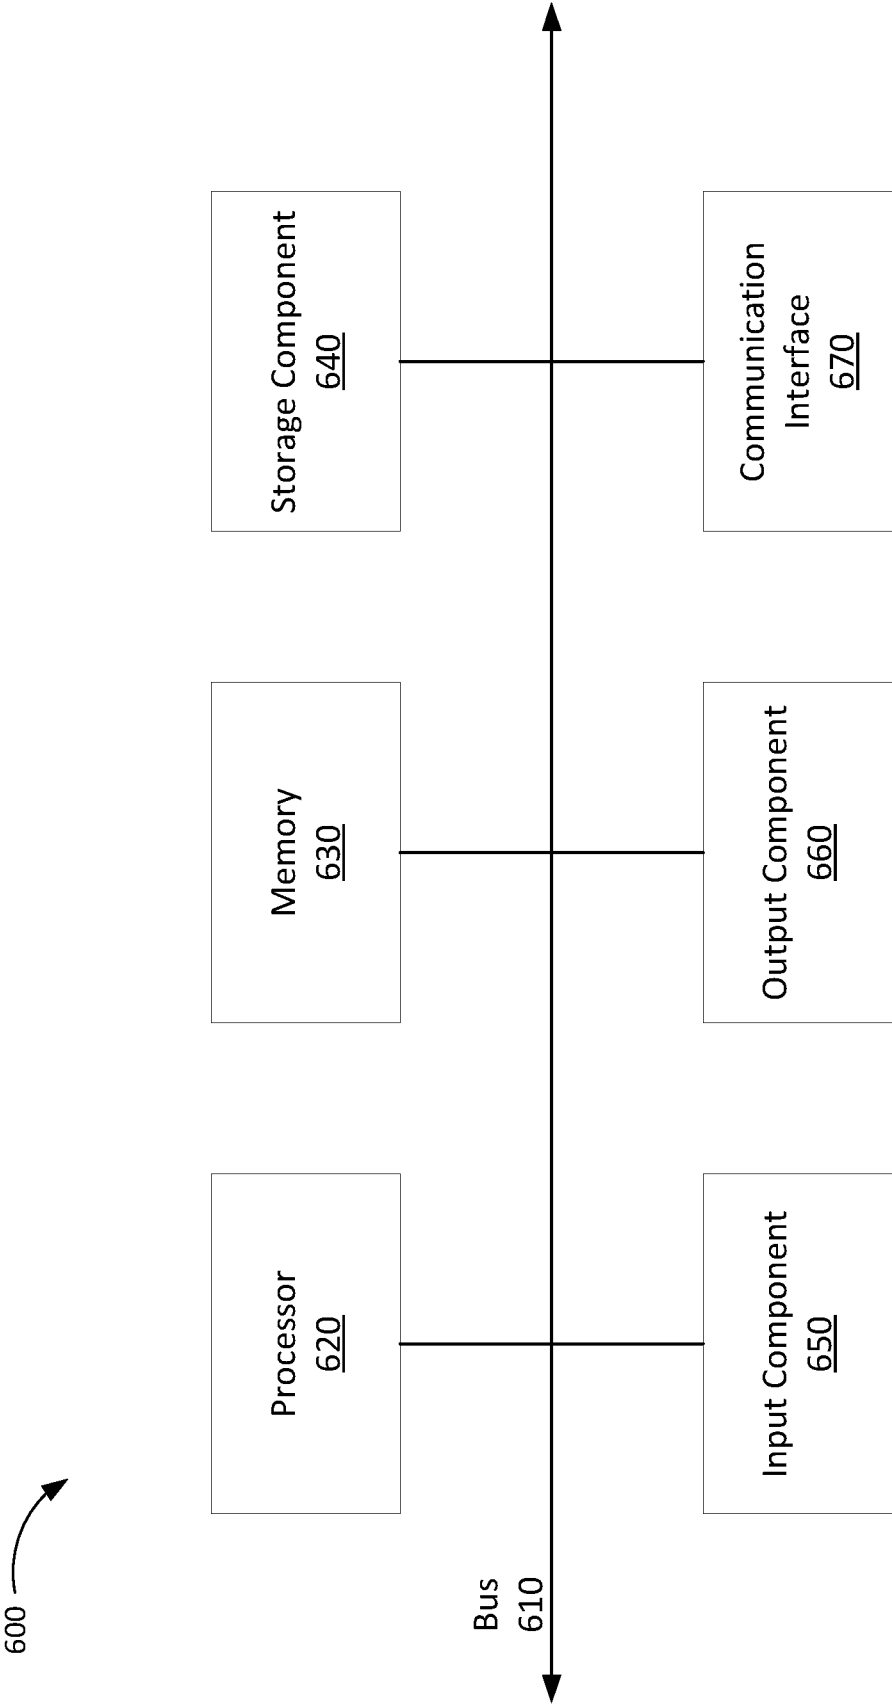 600
Processor
620
Memory
630
Storage Component
640
Bus
610
Input Component
650
Output Component
660
Communication
Interface
670